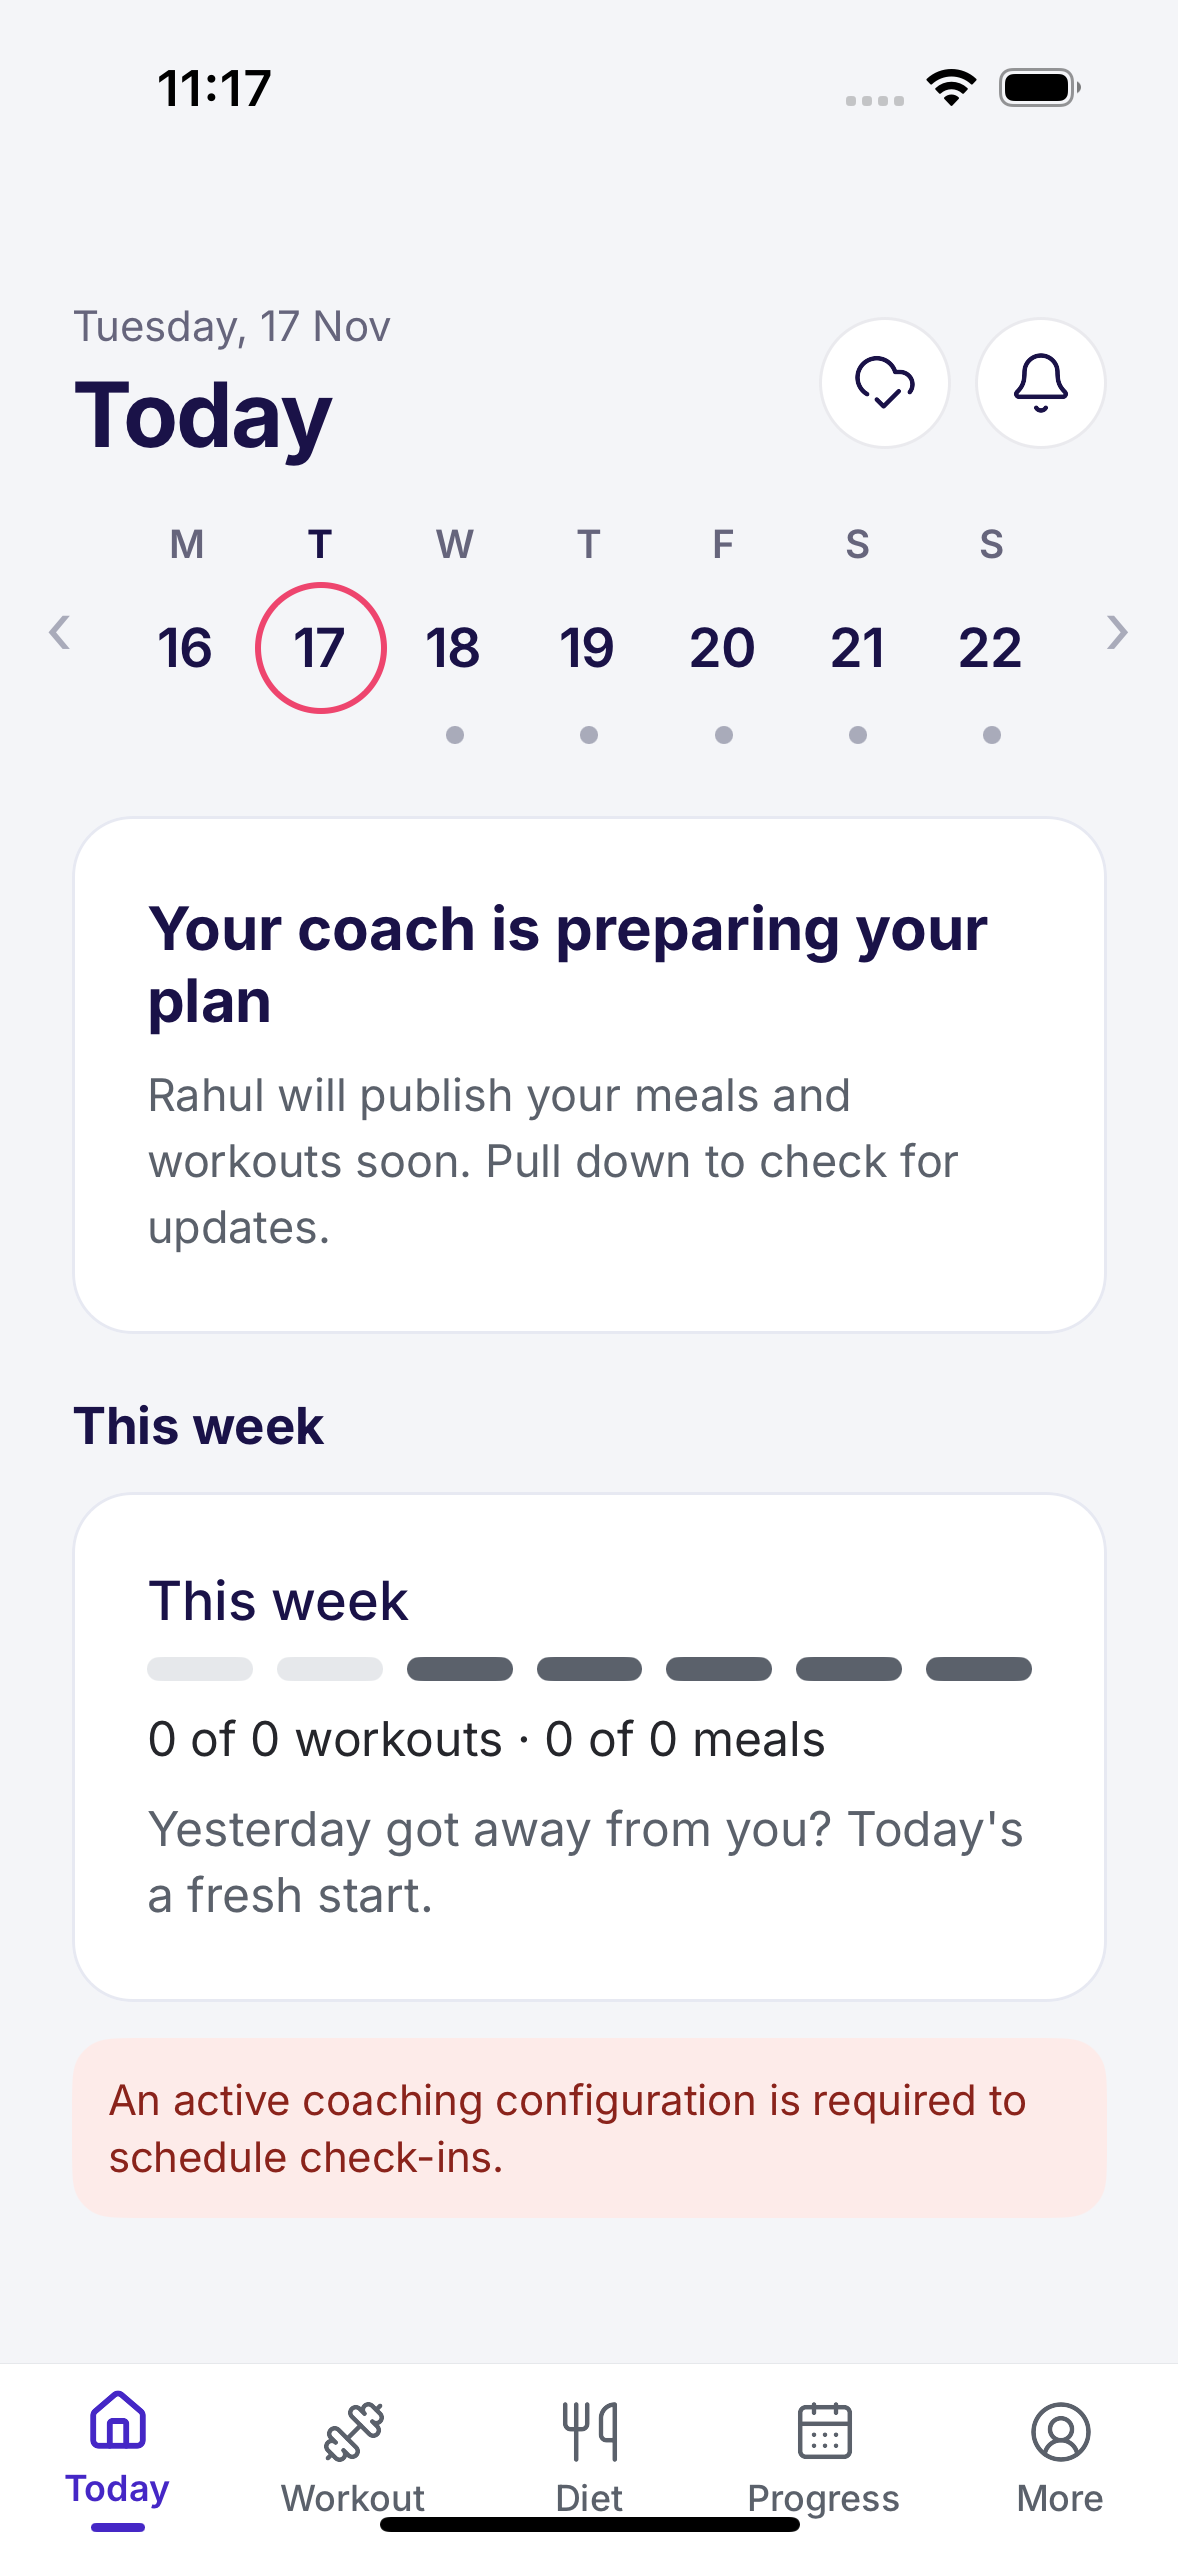 11:17
Tuesday, 17 Nov
Today
M T W T F S S
‹ 16 17 18 19 20 21 22 ›
Your coach is preparing your
plan
Rahul will publish your meals and
workouts soon. Pull down to check for
updates.
This week
This week
0 of 0 workouts · 0 of 0 meals
Yesterday got away from you? Today's
a fresh start.
An active coaching configuration is required to
schedule check-ins.
Today Workout Diet Progress More